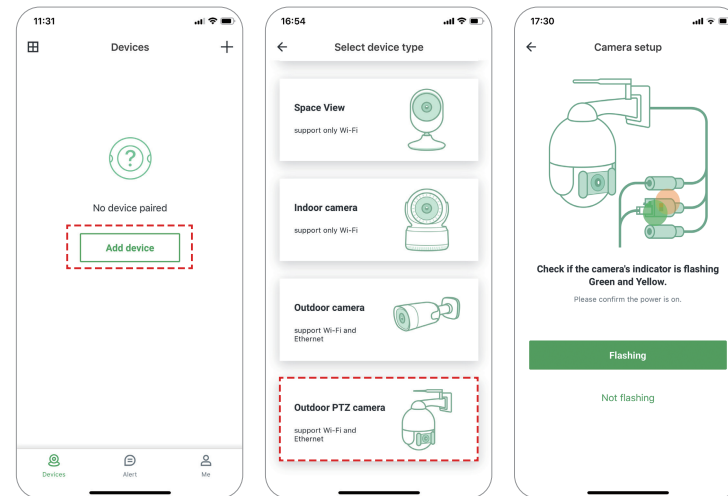 11:31
Devices
?
No device paired
Add device
Devices
Alert
Me
16:54
Select device type
Space View
support only Wi-Fi
Indoor camera
support only Wi-Fi
Outdoor camera
support Wi-Fi and
Ethernet
Outdoor PTZ camera
support Wi-Fi and
Ethernet
17:30
Camera setup
Check if the camera's indicator is flashing
Green and Yellow.
Please confirm the power is on.
Flashing
Not flashing